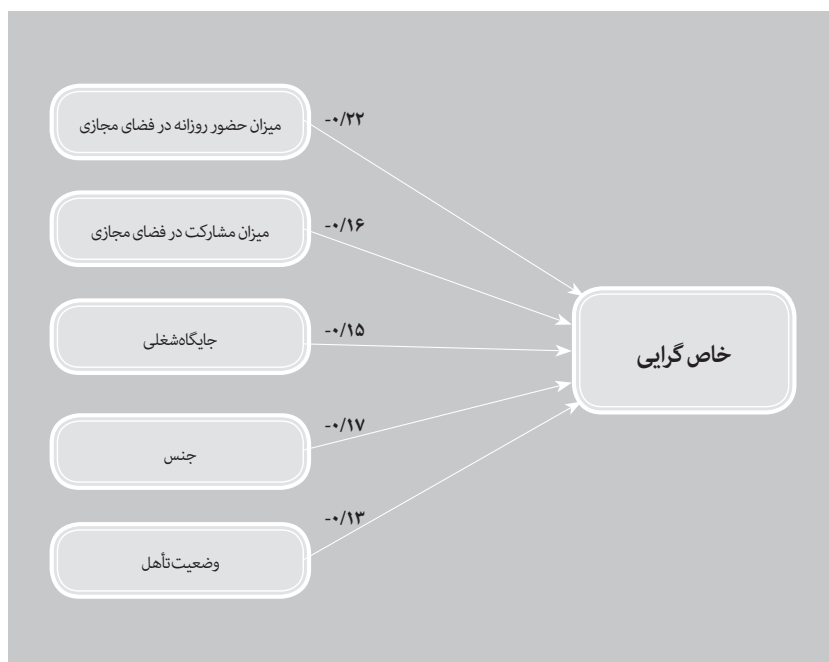 میزان حضور روزانه در فضای مجازی
-۰/۲۲
میزان مشارکت در فضای مجازی
-۰/۱۶
جایگاه‌شغلی
-۰/۱۵
خاص گرایی
جنس
-۰/۱۷
وضعیت‌تأهل
-۰/۱۳